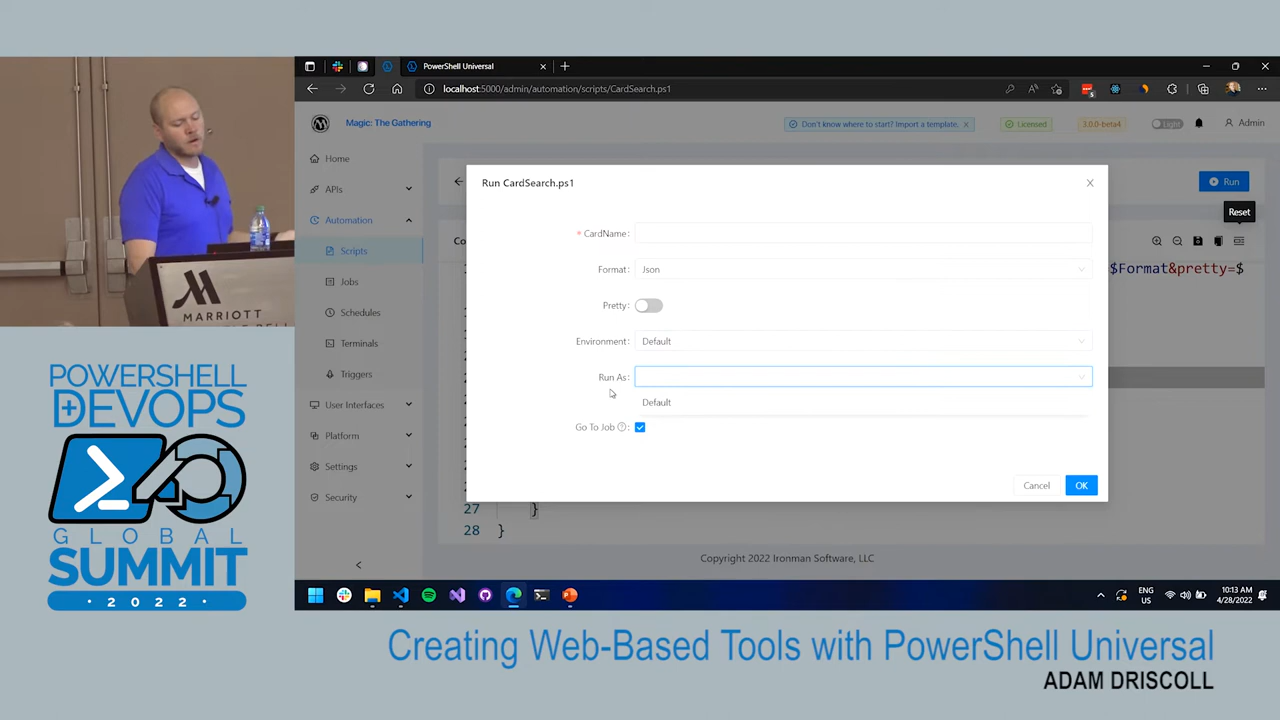 PowerShell Universal
localhost:5000/admin/automation/scripts/CardSearch.ps1
Magic: The Gathering
Don't know where to start? Import a template.
Licensed
3.0.0-beta4
Light
Admin
Home
APIs
Automation
Scripts
Jobs
Schedules
Terminals
Triggers
User Interfaces
Platform
Settings
Security
Run CardSearch.ps1
* CardName:
Format: Json
Pretty:
Environment: Default
Run As:
Default
Go To Job
Cancel
OK
Run
Reset
Co
$Format&pretty=$
27 }
28 }
Copyright 2022 Ironman Software, LLC
ENG
US
10:13 AM
4/28/2022
MARRIOTT
POWERSHELL
DEVOPS
GLOBAL
SUMMIT
2022
Creating Web-Based Tools with PowerShell Universal
ADAM DRISCOLL